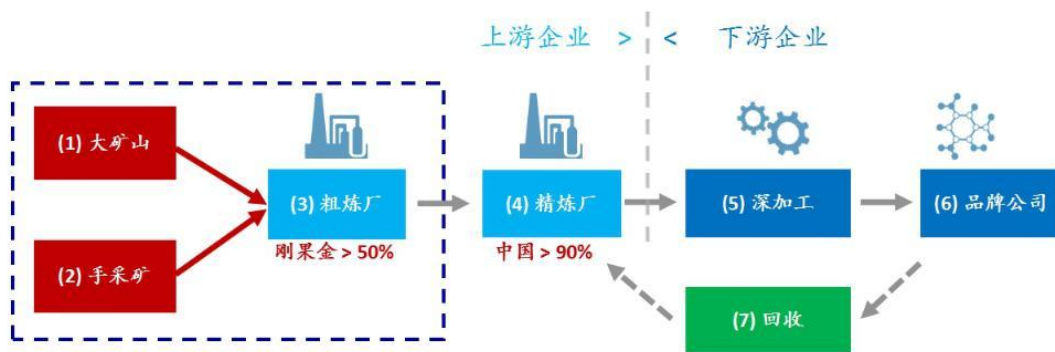 上游企业 > < 下游企业
(1) 大矿山
(2) 手采矿
(3) 粗炼厂
刚果金 > 50%
(4) 精炼厂
中国 > 90%
(5) 深加工
(6) 品牌公司
(7) 回收